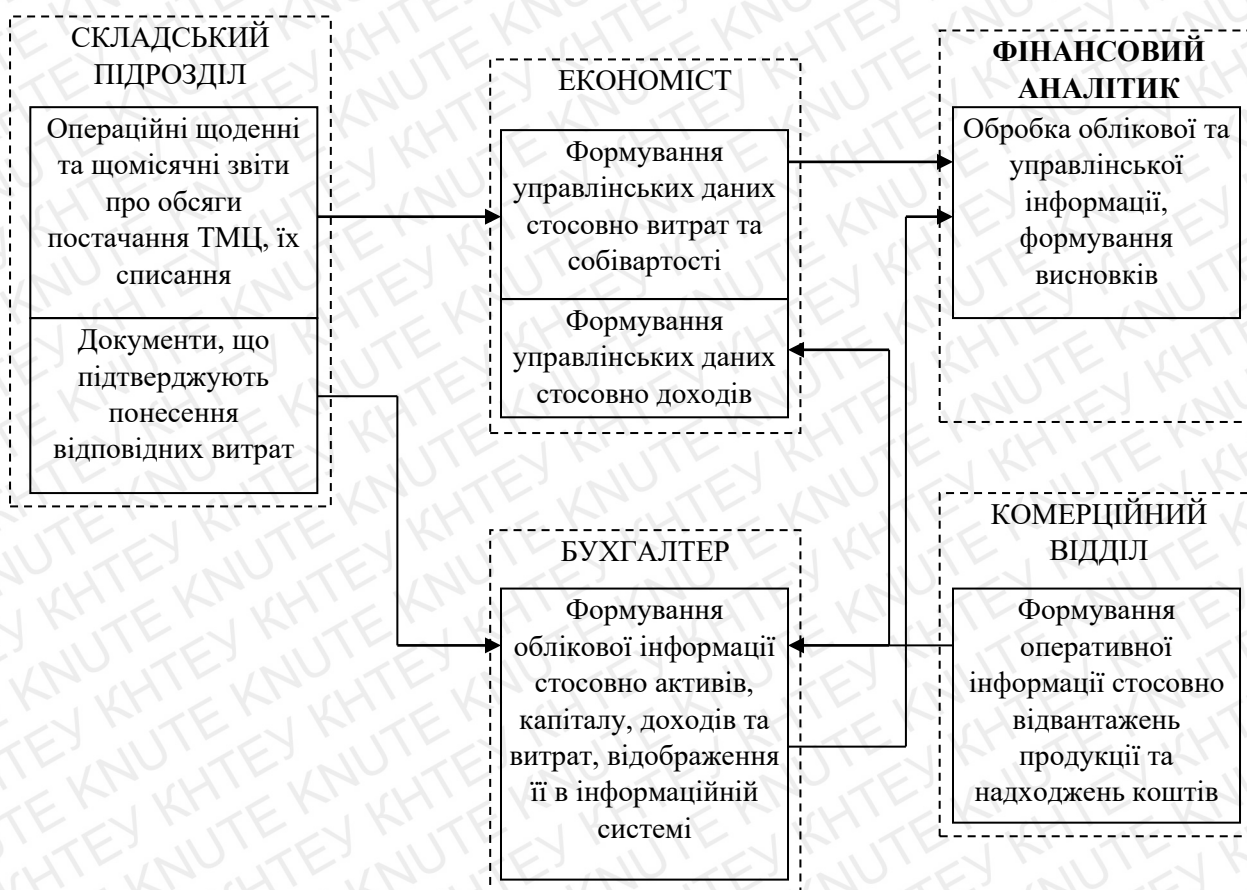 СКЛАДСЬКИЙ
ПІДРОЗДІЛ
Операційні щоденні
та щомісячні звіти
про обсяги
постачання ТМЦ, їх
списання
Документи, що
підтверджують
понесення
відповідних витрат
ЕКОНОМІСТ
Формування
управлінських даних
стосовно витрат та
собівартості
Формування
управлінських даних
стосовно доходів
БУХГАЛТЕР
Формування
облікової інформації
стосовно активів,
капіталу, доходів та
витрат, відображення
її в інформаційній
системі
ФІНАНСОВИЙ
АНАЛІТИК
Обробка облікової та
управлінської
інформації,
формування
висновків
КОМЕРЦІЙНИЙ
ВІДДІЛ
Формування
оперативної
інформації стосовно
відвантажень
продукції та
надходжень коштів